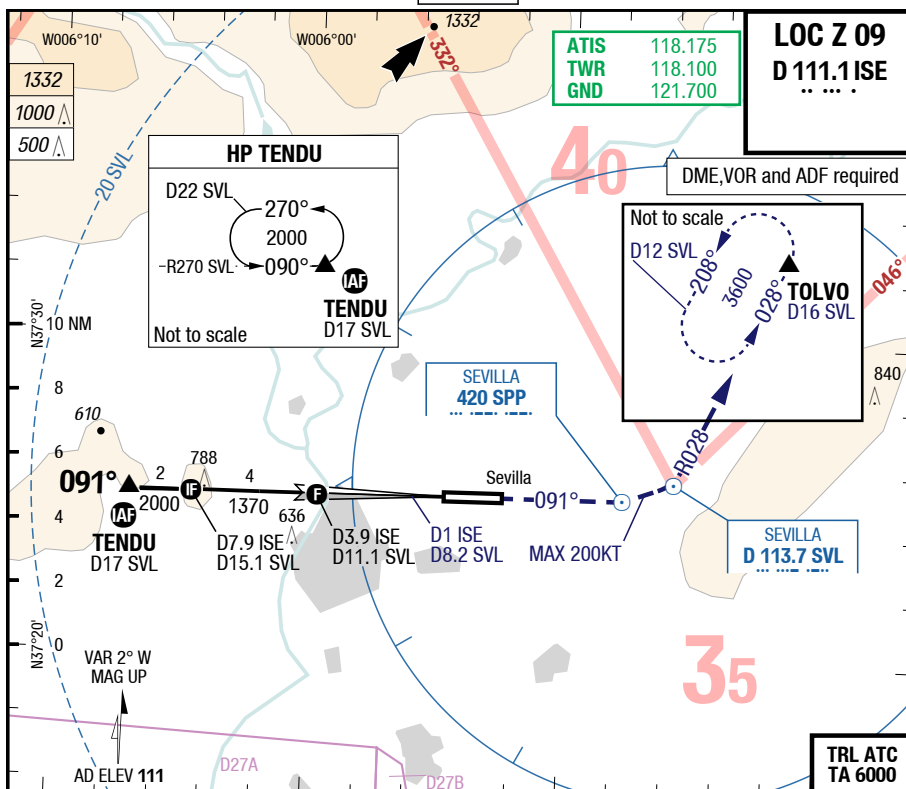 W006°10'
W006°00'
1332
332°
ATIS 118.175
TWR 118.100
GND 121.700
LOC Z 09
D 111.1 ISE
1332
1000
500
20 SVL
HP TENDU
D22 SVL
270°
2000
R270 SVL
090°
IAF
TENDU
D17 SVL
Not to scale
40
DME,VOR and ADF required
Not to scale
D12 SVL
208°
3600
028°
TOLVO
D16 SVL
046°
N37°30'
10 NM
8
6
4
2
0
N37°20'
SEVILLA
420 SPP
840
610
091°
2
2000
788
IF
4
1370
F
636
IAF
TENDU
D17 SVL
D7.9 ISE
D15.1 SVL
D3.9 ISE
D11.1 SVL
D1 ISE
D8.2 SVL
Sevilla
091°
MAX 200KT
R028
SEVILLA
D 113.7 SVL
35
VAR 2° W
MAG UP
AD ELEV 111
D27A
D27B
TRL ATC
TA 6000